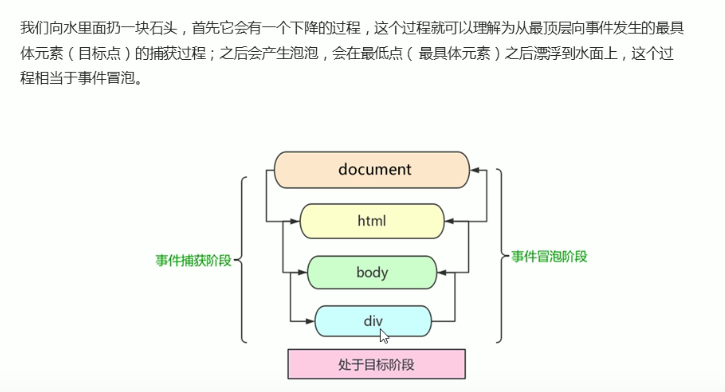 我们向水里面扔一块石头，首先它会有一个下降的过程，这个过程就可以理解为从最顶层向事件发生的最具
体元素（目标点）的捕获过程；之后会产生泡泡，会在最低点（ 最具体元素）之后漂浮到水面上，这个过
程相当于事件冒泡。
document
html
事件捕获阶段
事件冒泡阶段
body
div
处于目标阶段